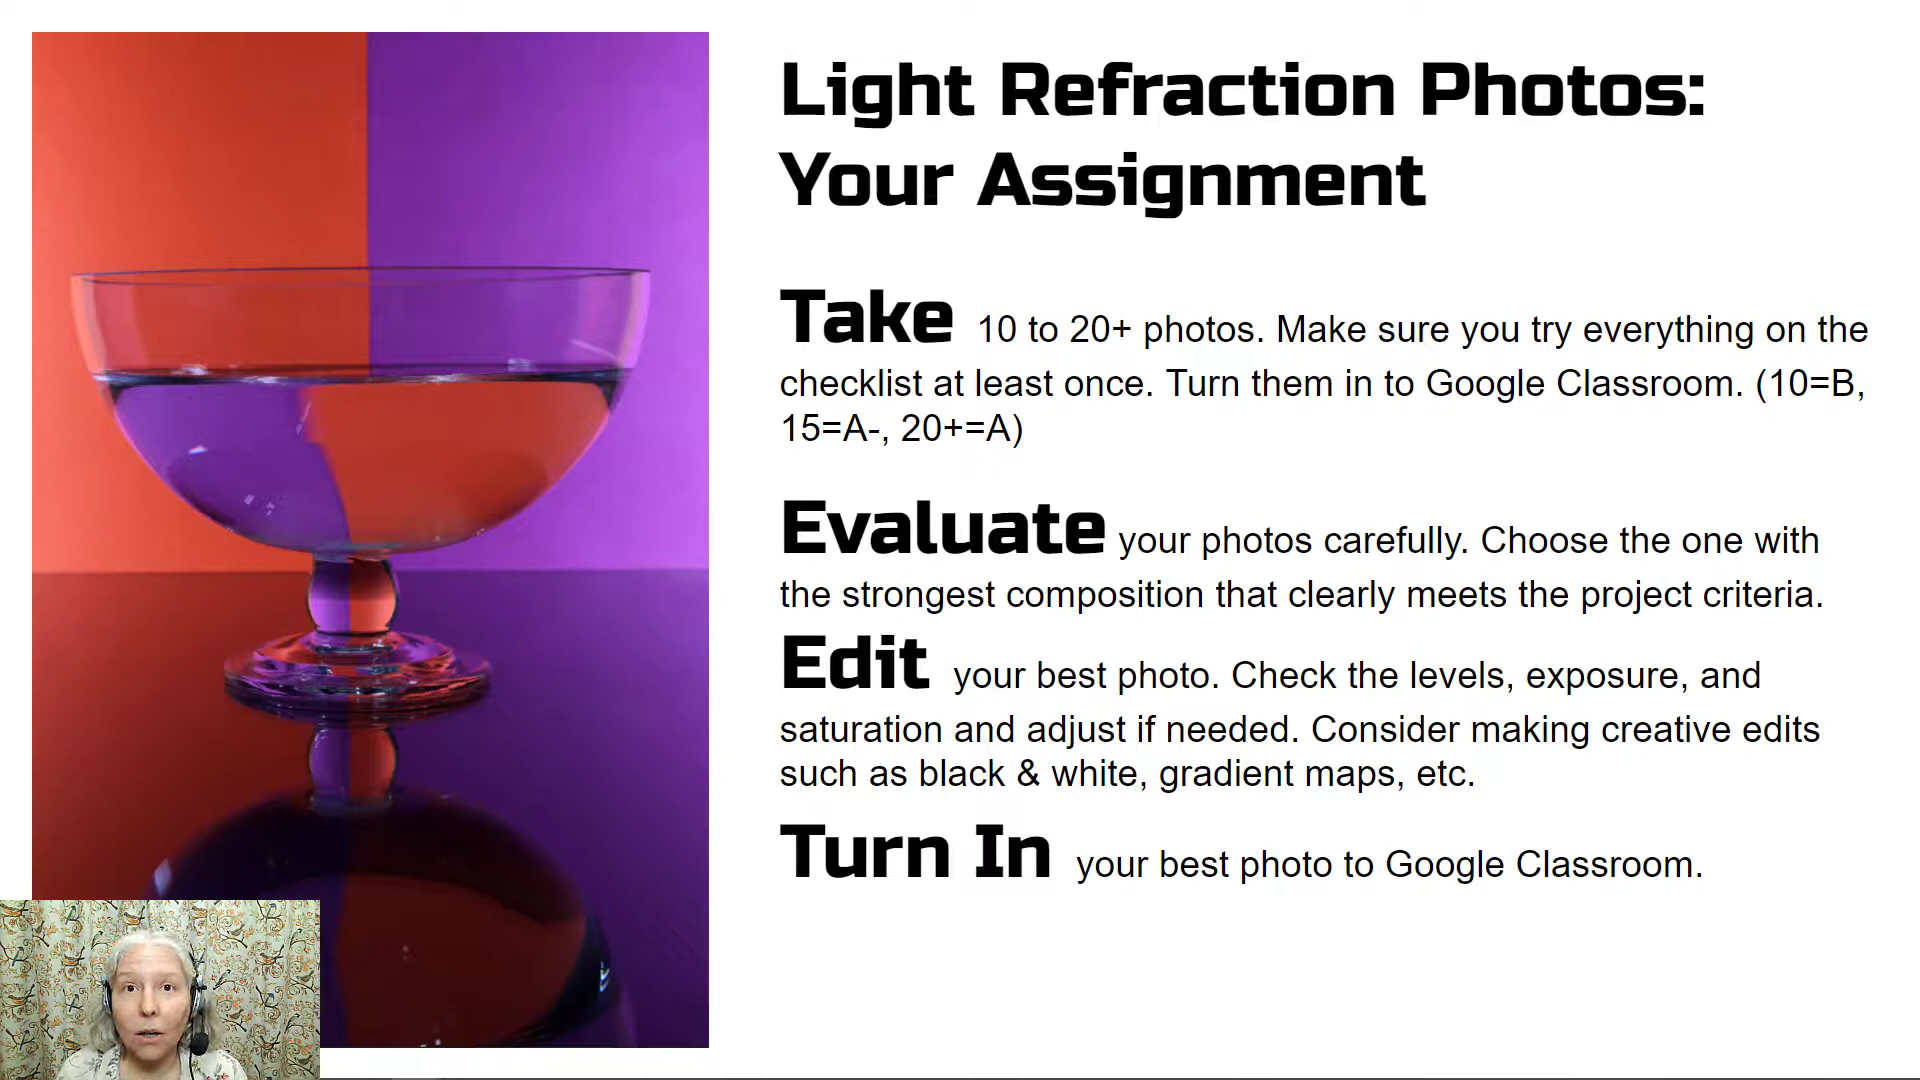 Light Refraction Photos:
Your Assignment
Take 10 to 20+ photos. Make sure you try everything on the
checklist at least once. Turn them in to Google Classroom. (10=B,
15=A-, 20+=A)
Evaluate your photos carefully. Choose the one with
the strongest composition that clearly meets the project criteria.
Edit your best photo. Check the levels, exposure, and
saturation and adjust if needed. Consider making creative edits
such as black & white, gradient maps, etc.
Turn In your best photo to Google Classroom.